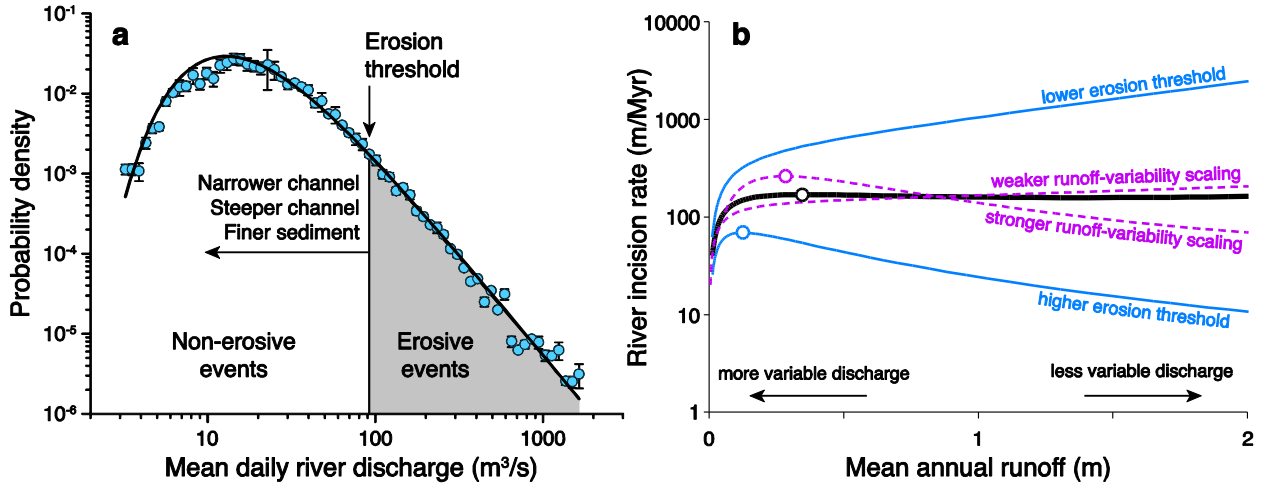 a
10⁻¹
10⁻²
10⁻³
10⁻⁴
10⁻⁵
10⁻⁶
Probability density
Erosion
threshold
Narrower channel
Steeper channel
Finer sediment
Non-erosive
events
Erosive
events
10
100
1000
Mean daily river discharge (m³/s)
b
10000
1000
100
10
1
River incision rate (m/Myr)
lower erosion threshold
weaker runoff-variability scaling
stronger runoff-variability scaling
higher erosion threshold
more variable discharge
less variable discharge
0
1
2
Mean annual runoff (m)